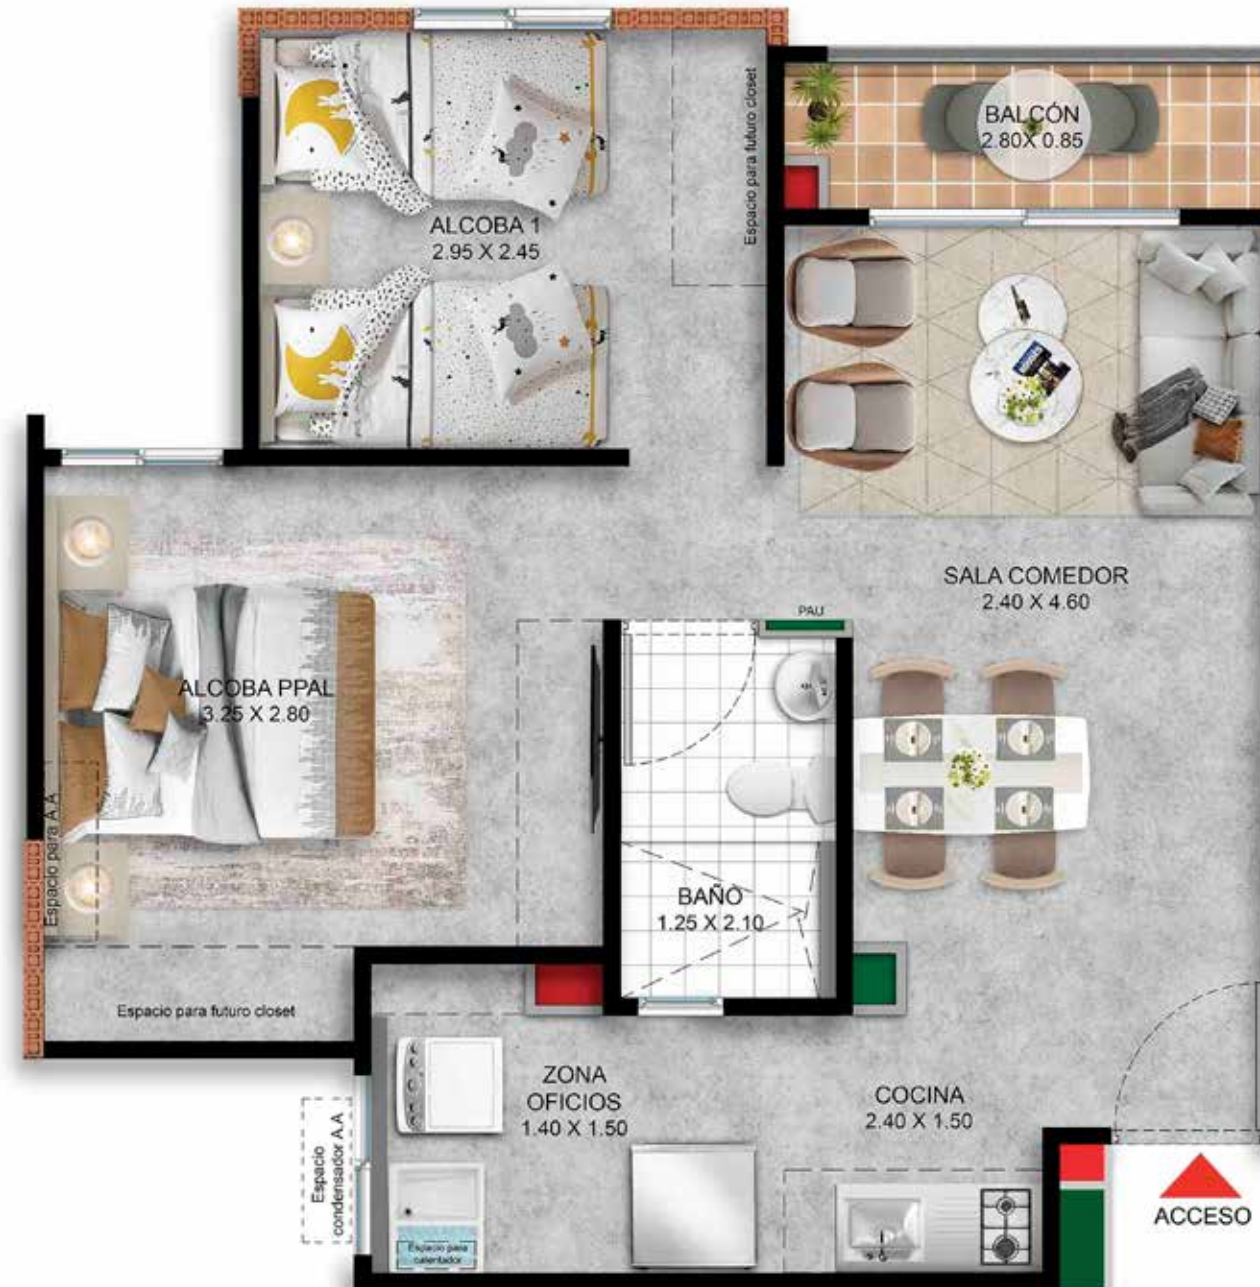 BALCÓN
2.80X 0.85
Espacio para futuro closet
ALCOBA 1
2.95 X 2.45
SALA COMEDOR
2.40 X 4.60
PAU
ALCOBA PPAL
3.25 X 2.80
Espacio para A.A
BAÑO
1.25 X 2.10
Espacio para futuro closet
ZONA
OFICIOS
1.40 X 1.50
COCINA
2.40 X 1.50
Espacio
condensador A.A
Espacio para
calentador
ACCESO